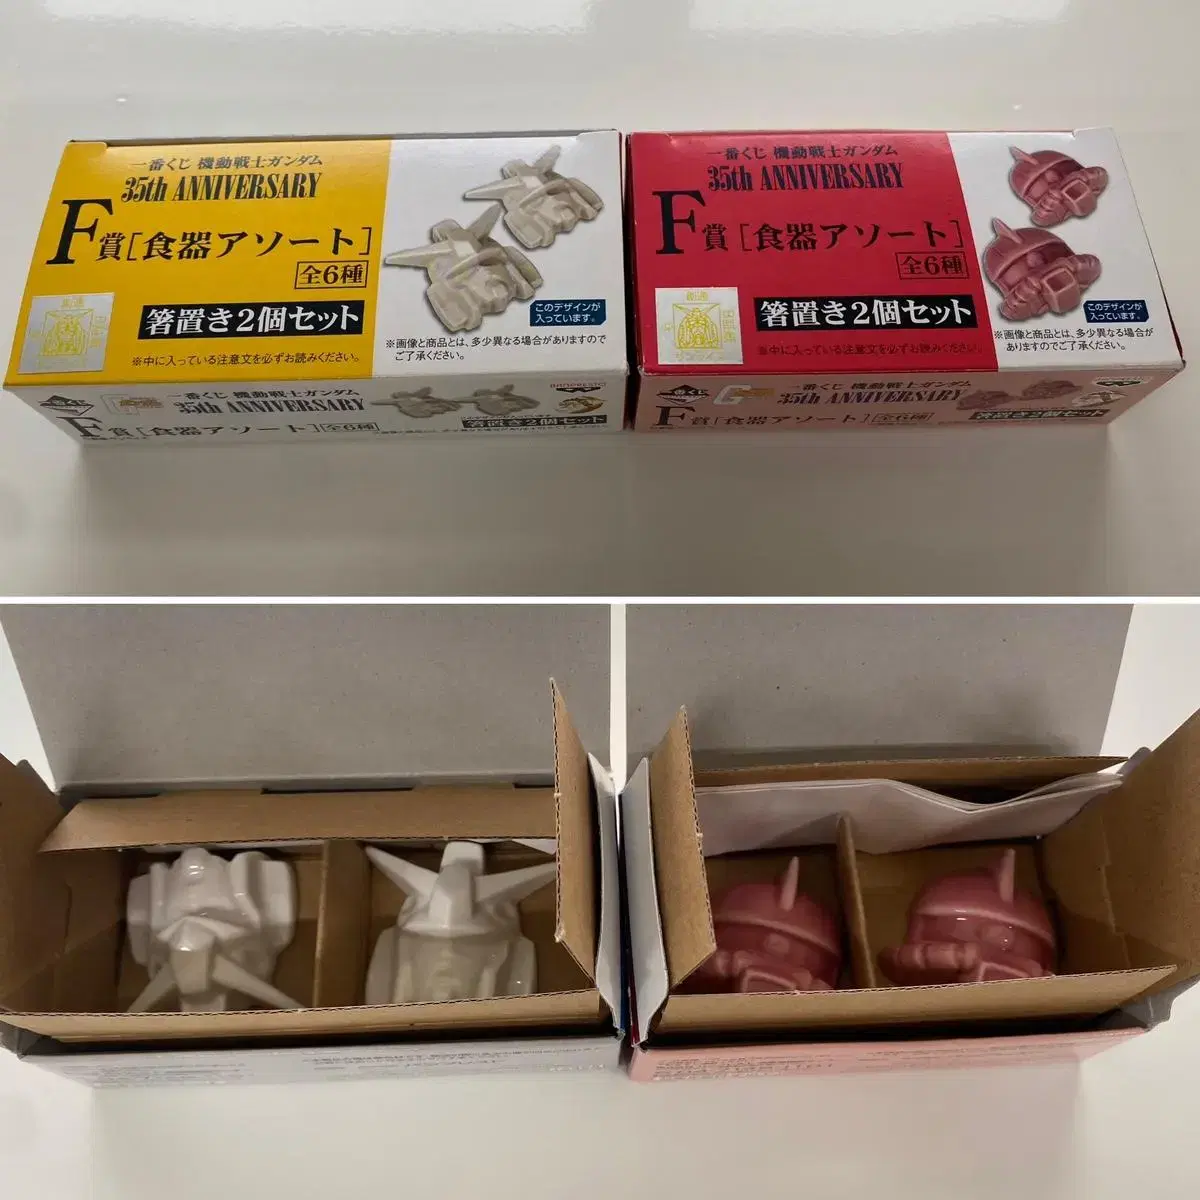 一番くじ 機動戦士ガンダム
35th ANNIVERSARY
F賞[食器アソート]
全6種
箸置き2個セット
※中に入っている注意文を必ずお読みください。
このデザインが
入っています。
※画像と商品とは、多少異なる場合がありますので
ご了承ください。
一番くじ 機動戦士ガンダム
35th ANNIVERSARY
F賞[食器アソート]全6種
箸置き2個セット
BANPRESTO
一番くじ 機動戦士ガンダム
35th ANNIVERSARY
F賞[食器アソート]
全6種
箸置き2個セット
※中に入っている注意文を必ずお読みください。
このデザインが
入っています。
※画像と商品とは、多少異なる場合が
ありますのでご了承ください。
一番くじ 機動戦士ガンダム
35th ANNIVERSARY
F賞[食器アソート]全6種
箸置き2個セット